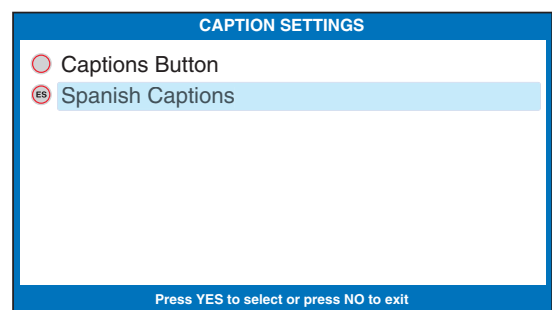 CAPTION SETTINGS
Captions Button
ES Spanish Captions
Press YES to select or press NO to exit